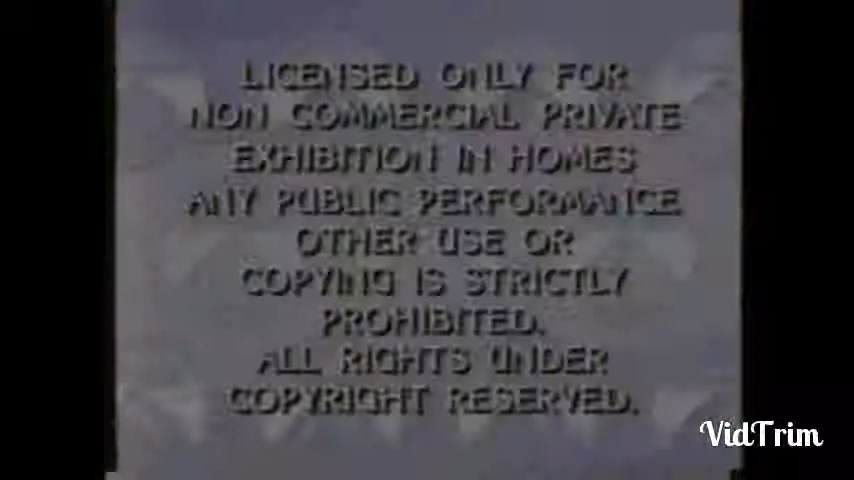 LICENSED ONLY FOR
NON COMMERCIAL PRIVATE
EXHIBITION IN HOMES
ANY PUBLIC PERFORMANCE
OTHER USE OR
COPYING IS STRICTLY
PROHIBITED.
ALL RIGHTS UNDER
COPYRIGHT RESERVED.
VidTrim